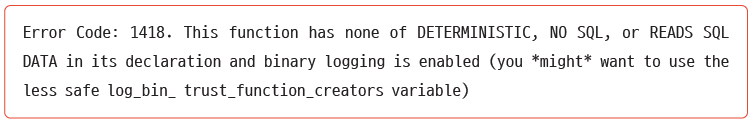 Error Code: 1418. This function has none of DETERMINISTIC, NO SQL, or READS SQL
DATA in its declaration and binary logging is enabled (you *might* want to use the
less safe log_bin_ trust_function_creators variable)